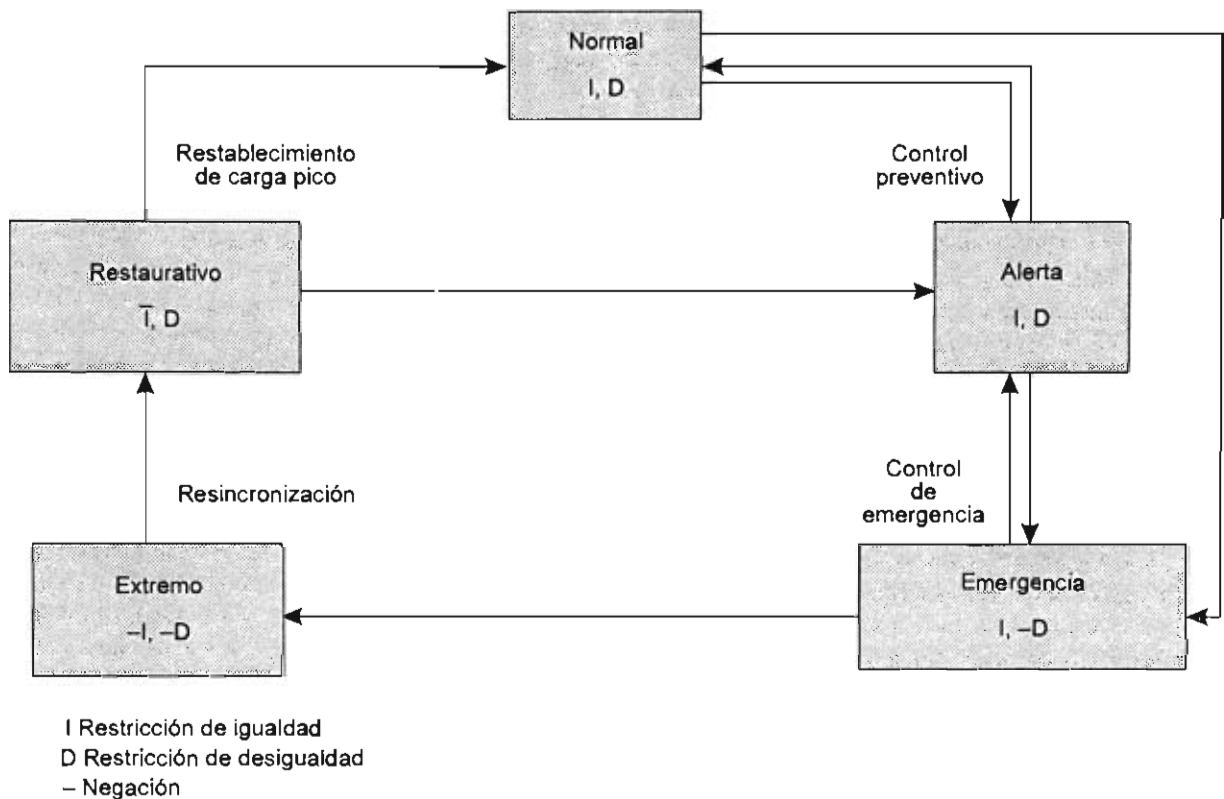 Normal
I, D
Restablecimiento
de carga pico
Control
preventivo
Restaurativo
Ī, D
Alerta
I, D
Resincronización
Control
de
emergencia
Extremo
–I, –D
Emergencia
I, –D
I Restricción de igualdad
D Restricción de desigualdad
– Negación